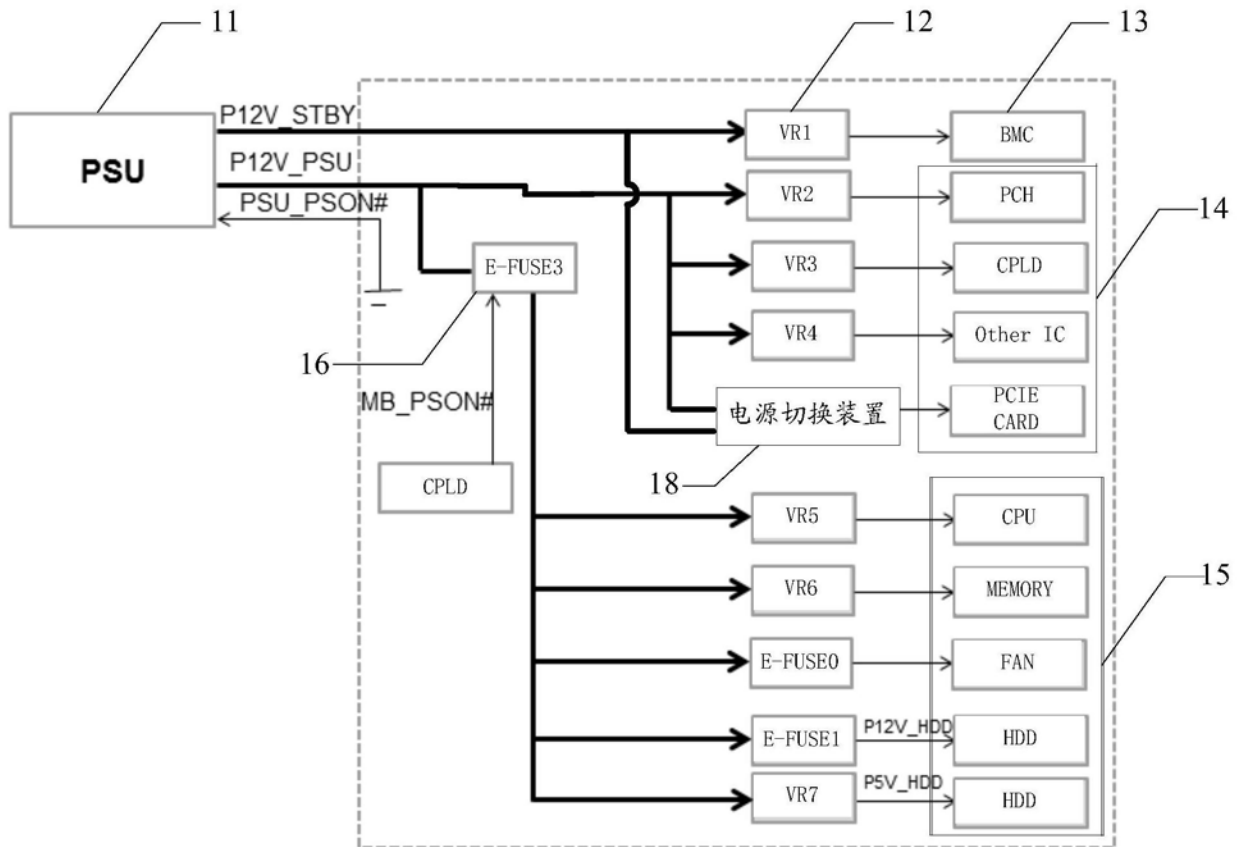 11
12
13
P12V_STBY
VR1
BMC
PSU
P12V_PSU
VR2
PCH
PSU_PSON#
14
E-FUSE3
VR3
CPLD
VR4
Other IC
16
MB_PSON#
电源切换装置
PCIE
CARD
18
CPLD
VR5
CPU
VR6
MEMORY
15
E-FUSE0
FAN
E-FUSE1
P12V_HDD
HDD
VR7
P5V_HDD
HDD